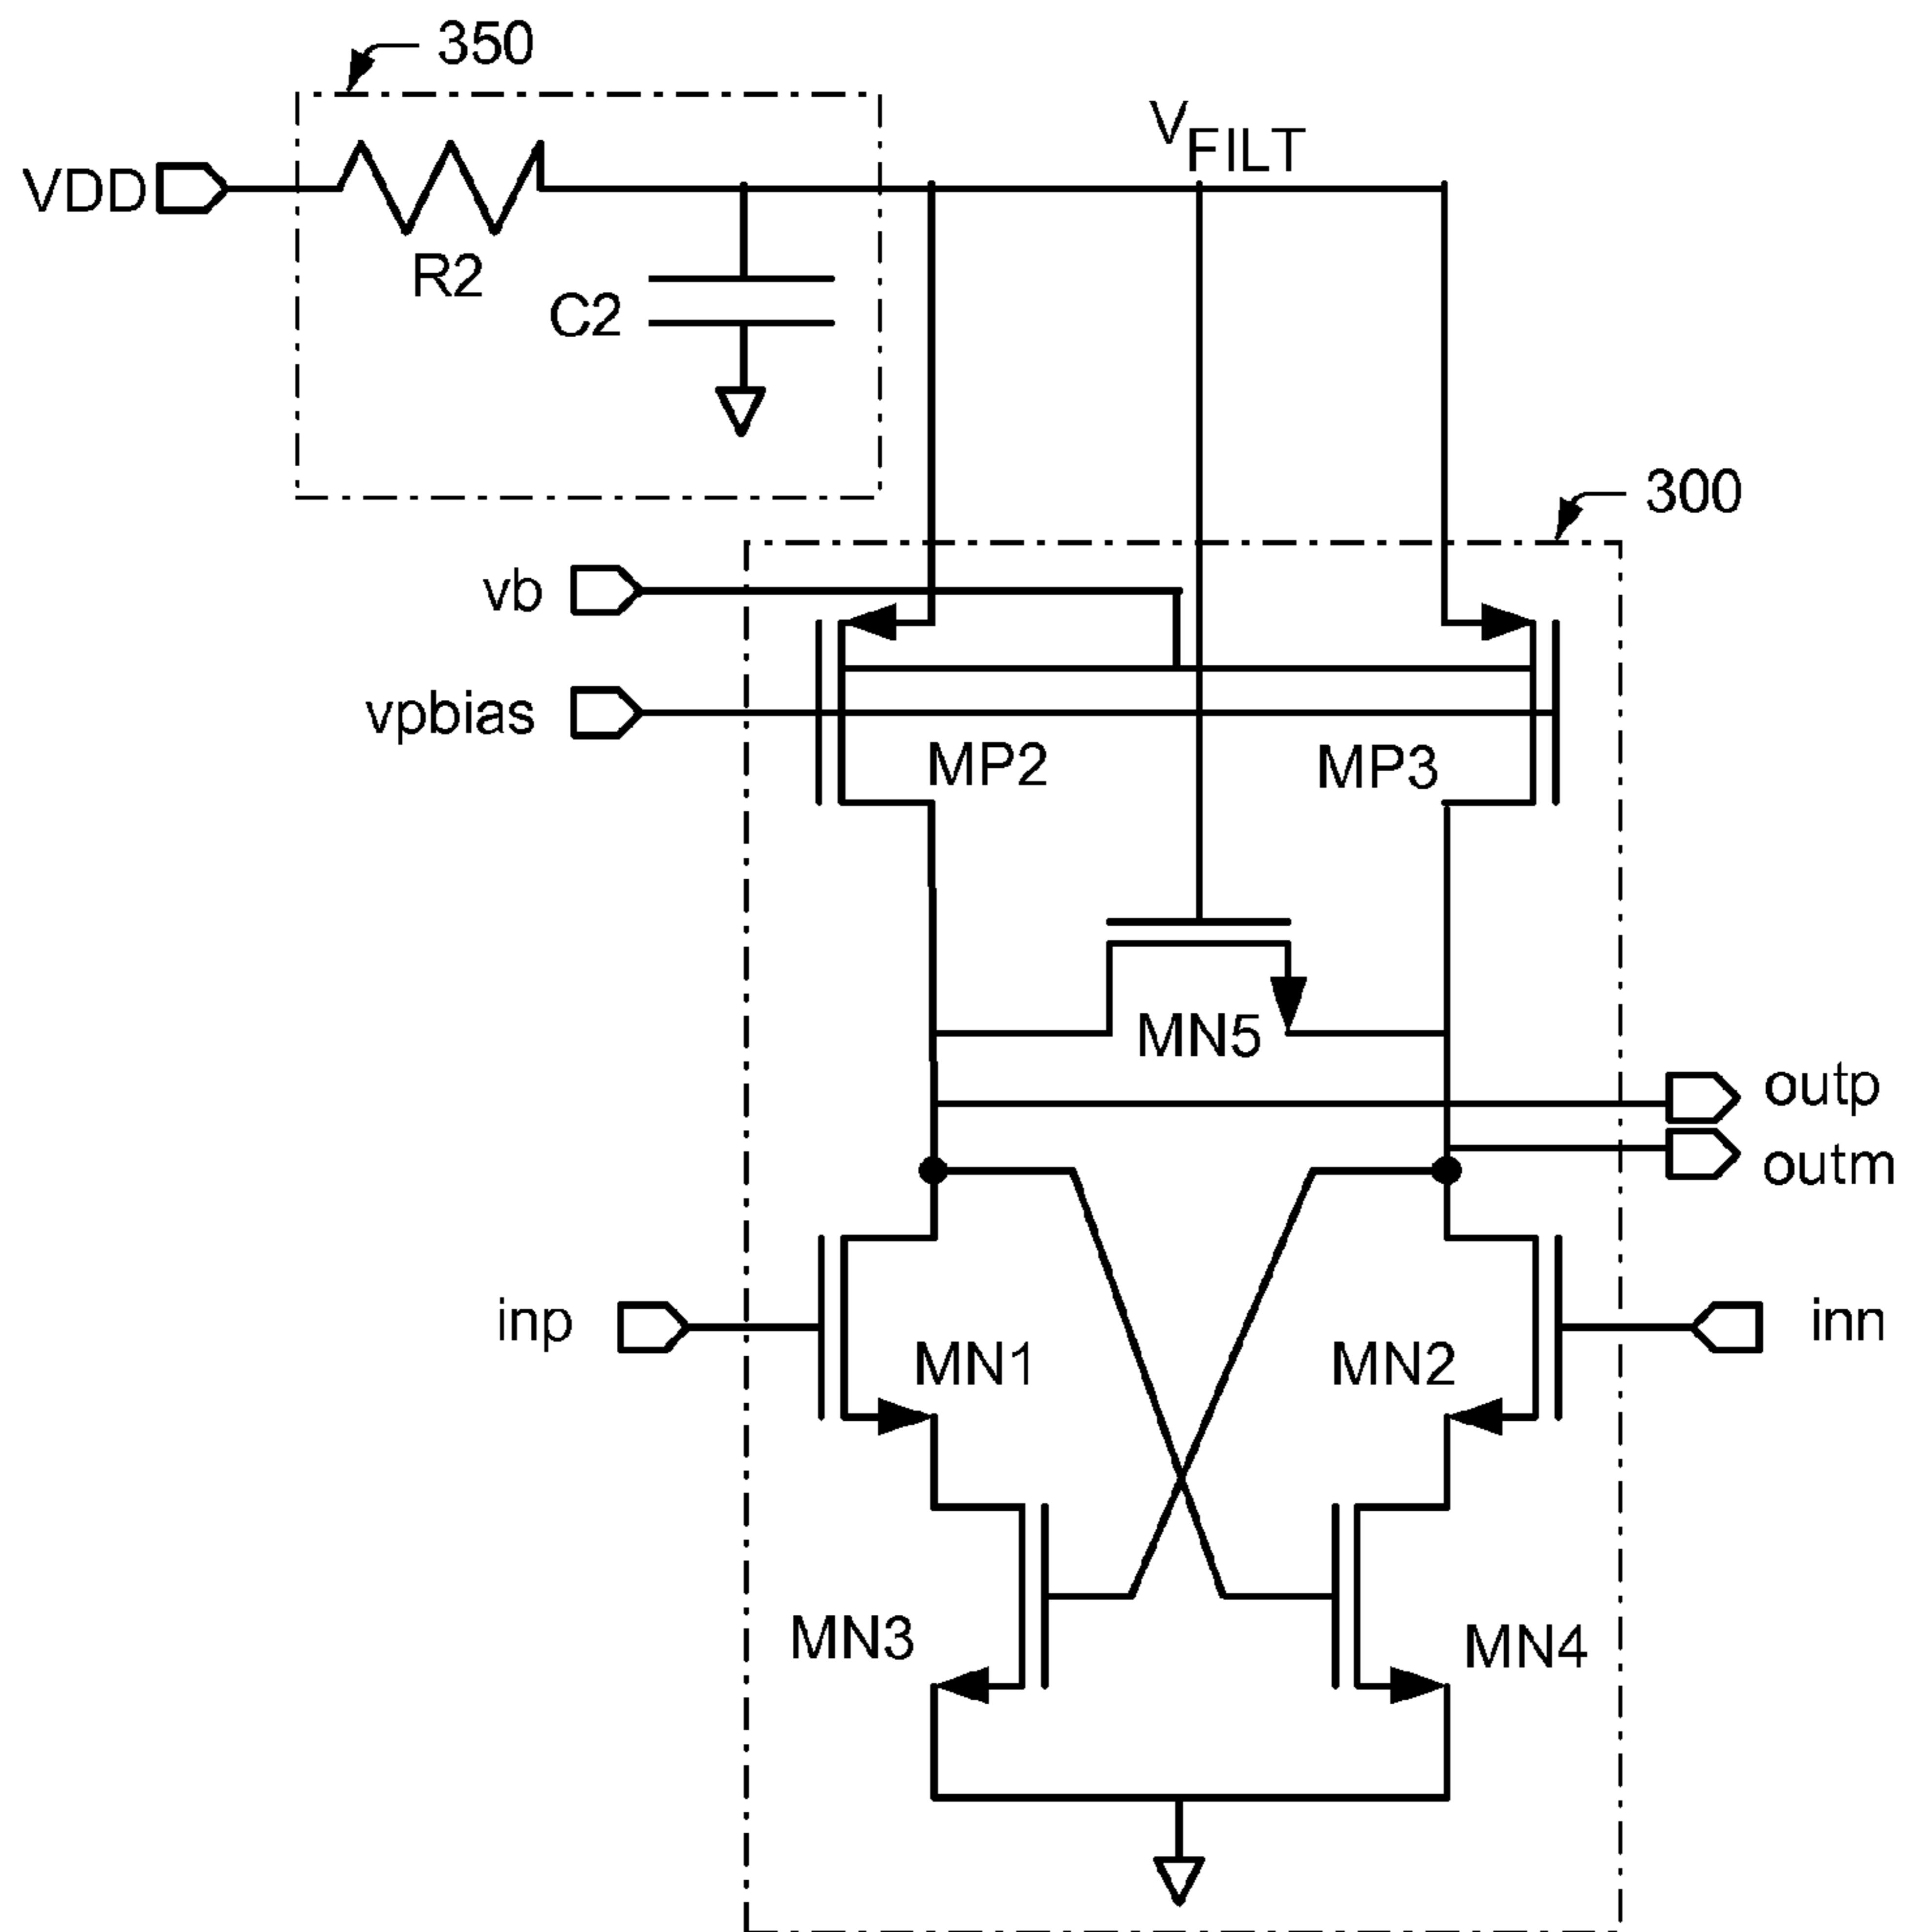 350
VFILT
VDD
R2
C2
300
vb
vpbias
MP2
MP3
MN5
outp
outm
inp
inn
MN1
MN2
MN3
MN4